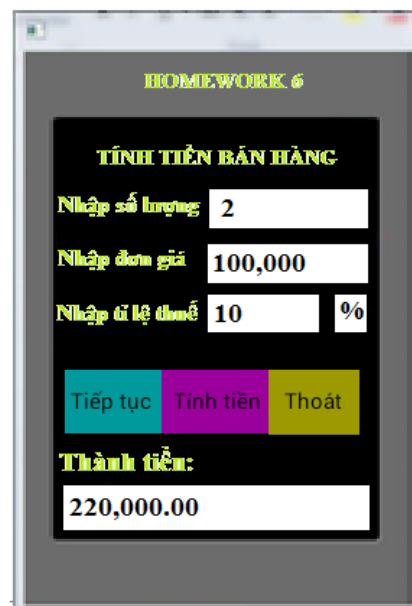 HOMEWORK 6
TÍNH TIỀN BÁN HÀNG
Nhập số lượng 2
Nhập đơn giá 100,000
Nhập tỉ lệ thuế 10 %
Tiếp tục Tính tiền Thoát
Thành tiền:
220,000.00